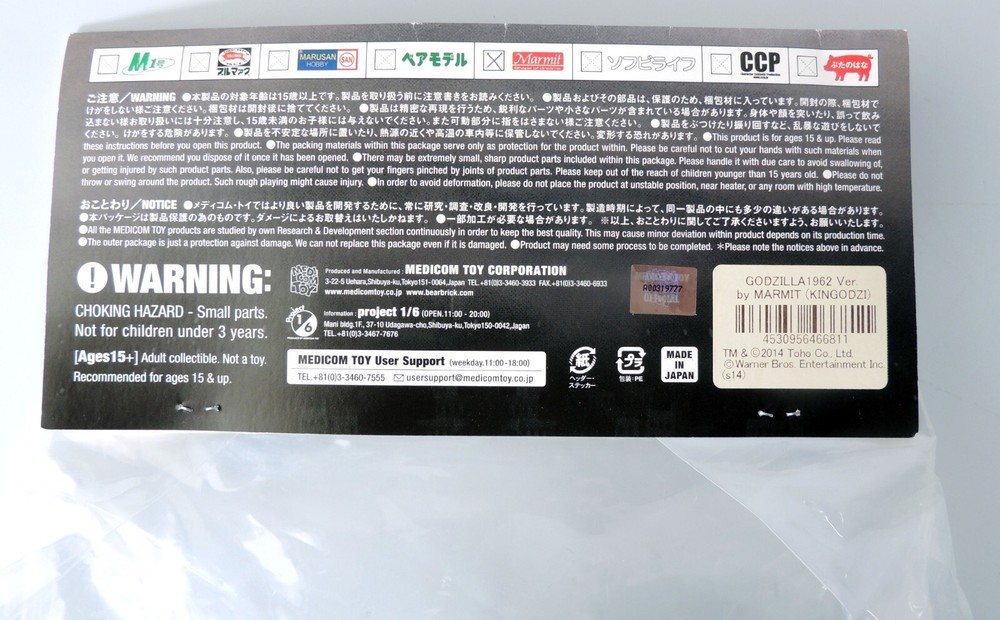 M1号
ブルマァク
MARUSAN HOBBY SAN
ベアモデル
Marmit
ソフビライフ
CCP
ぶたのはな
ご注意／WARNING ●本製品の対象年齢は15歳以上です。製品を取り扱う前に注意書きをお読みください。 ●製品およびその部品は、保護のため、梱包材に入っています。開封の際、梱包材で
けがをしない様ご注意ください。梱包材は開封後に捨ててください。 ●製品は精密な再現を行うため、鋭利なパーツや小さなパーツが含まれている場合があります。身体や顔を突いたり、誤って飲み
込まない様お取り扱いには十分注意し、15歳未満のお子様には与えないでください。また可動部分に指をはさまない様ご注意ください。 ●製品をぶつけたり振り回すなど、乱暴な遊びをしないで
ください。けがをする危険があります。 ●製品を不安定な場所に置いたり、熱源の近くや高温の車内等に保管しないでください。変形する恐れがあります。 ●This product is for ages 15 & up. Please read
these instructions before you open this product. ●The packing materials within this package serve only as protection for the product within. Please be careful not to cut your hands with such materials when
you open it. We recommend you dispose of it once it has been opened. ●There may be extremely small, sharp product parts included within this package. Please handle it with due care to avoid swallowing of,
or getting injured by such product parts. Also, please be careful not to get your fingers pinched by joints of product parts. Please keep out of the reach of children younger than 15 years old. ●Please do not
throw or swing around the product. Such rough playing might cause injury. ●In order to avoid deformation, please do not place the product at unstable position, near heater, or any room with high temperature.
おことわり／NOTICE ●メディコム・トイではより良い製品を開発するために、常に研究・調査・改良・開発を行っています。製造時期によって、同一製品の中にも多少の違いがある場合があります。
●本パッケージは製品保護の為のものです。ダメージによるお取替えはいたしかねます。 ●一部加工が必要な場合があります。 ※以上、おことわりに関してご了承くださいますよう、お願いいたします。
●All the MEDICOM TOY products are studied by own Research & Development section continuously in order to keep the best quality. This may cause minor deviation within product depends on its production time.
●The outer package is just a protection against damage. We can not replace this package even if it is damaged. ●Product may need some process to be completed. ＊Please note the notices above in advance.
WARNING:
CHOKING HAZARD - Small parts.
Not for children under 3 years.
[Ages15+] Adult collectible. Not a toy.
Recommended for ages 15 & up.
MEDI COM TOY
Produced and Manufactured : MEDICOM TOY CORPORATION
3-22-5 Uehara,Shibuya-ku,Tokyo151-0064,Japan TEL.+81(0)3-3460-3933 FAX.+81(0)3-3460-6933
www.medicomtoy.co.jp www.bearbrick.com
Project 1/6
Information : project 1/6 (OPEN.11:00 - 20:00)
Mani bldg.1F., 37-10 Udagawa-cho,Shibuya-ku,Tokyo150-0042,Japan
TEL.+81(0)3-3467-7676
MEDICOM TOY User Support (weekday.11:00-18:00)
TEL.+81(0)3-3460-7555 usersupport@medicomtoy.co.jp
紙
ヘッダー・
ステッカー
プラ
包装：PE
MADE IN JAPAN
MEDICOM TOY
R00319777
OFFICIAL
GODZILLA1962 Ver.
by MARMIT (KINGODZI)
4530956466811
TM & ©2014 Toho Co., Ltd.
©Warner Bros. Entertainment Inc.
(s14)